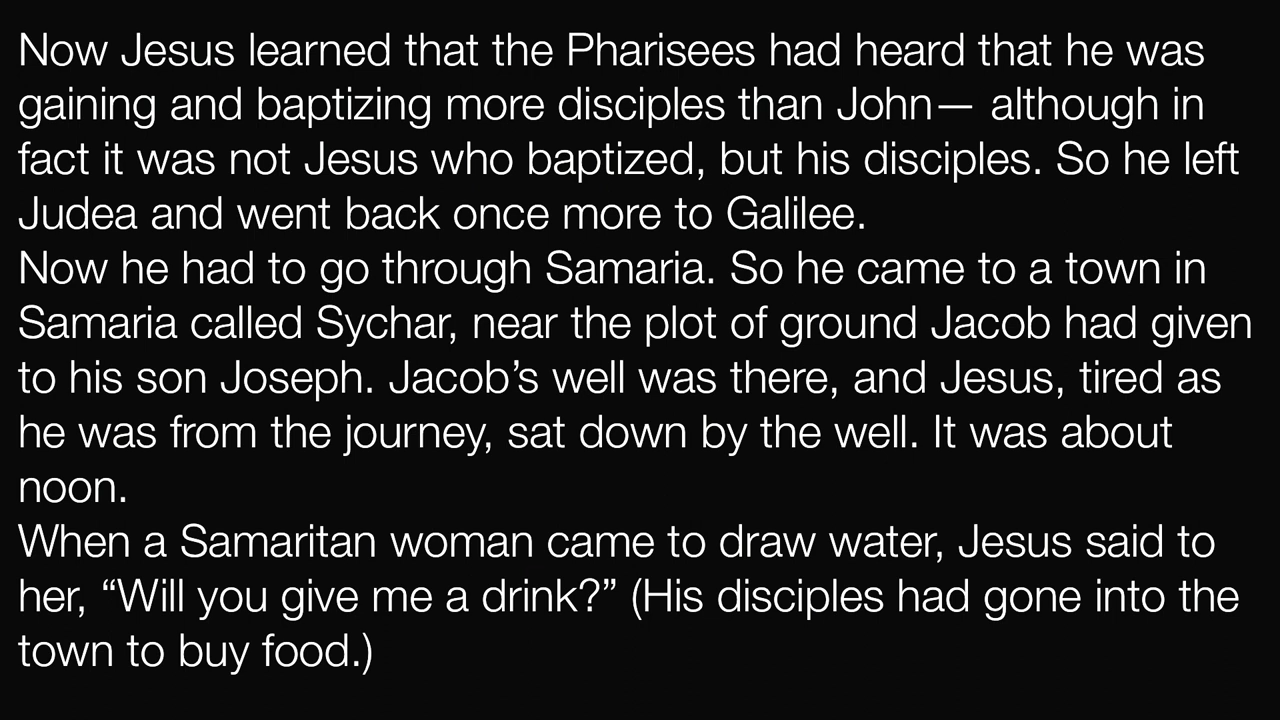 Now Jesus learned that the Pharisees had heard that he was
gaining and baptizing more disciples than John— although in
fact it was not Jesus who baptized, but his disciples. So he left
Judea and went back once more to Galilee.
Now he had to go through Samaria. So he came to a town in
Samaria called Sychar, near the plot of ground Jacob had given
to his son Joseph. Jacob’s well was there, and Jesus, tired as
he was from the journey, sat down by the well. It was about
noon.
When a Samaritan woman came to draw water, Jesus said to
her, “Will you give me a drink?” (His disciples had gone into the
town to buy food.)